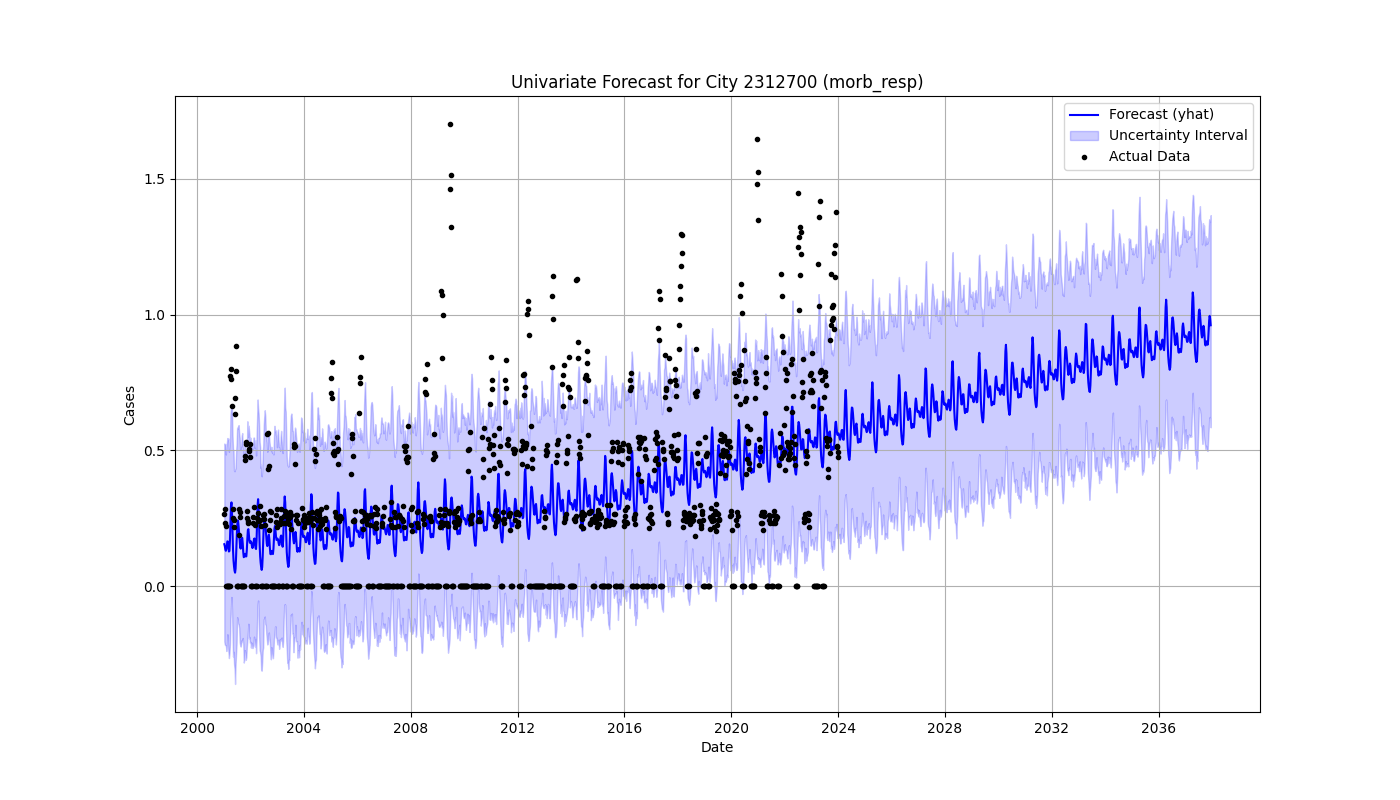 Univariate Forecast for City 2312700 (morb_resp)
Forecast (yhat)
Uncertainty Interval
Actual Data
Cases
1.5
1.0
0.5
0.0
2000 2004 2008 2012 2016 2020 2024 2028 2032 2036
Date